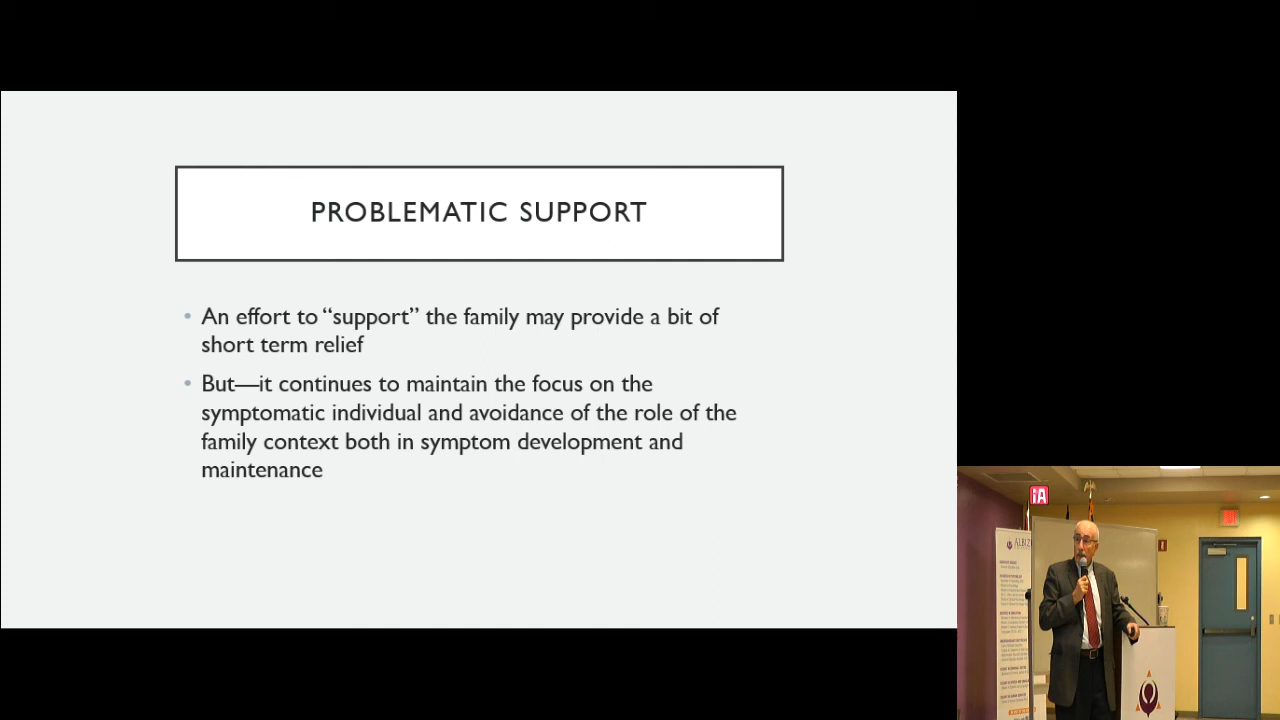 PROBLEMATIC SUPPORT
• An effort to “support” the family may provide a bit of
short term relief
• But—it continues to maintain the focus on the
symptomatic individual and avoidance of the role of the
family context both in symptom development and
maintenance
iA
ALBIZ